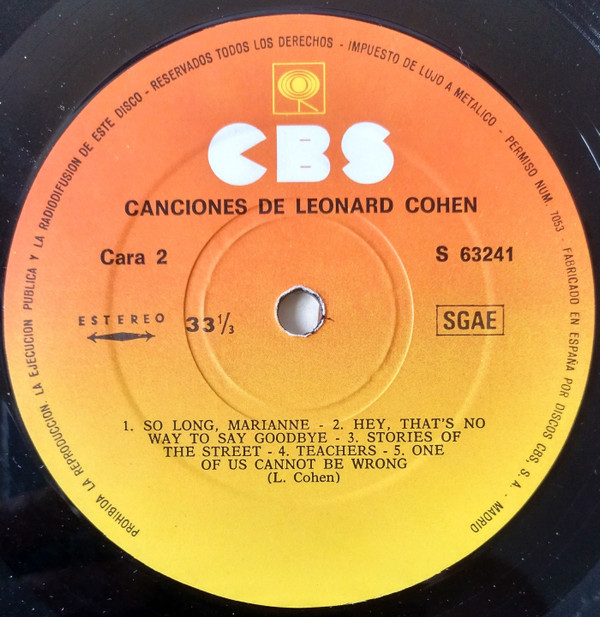 PROHIBIDA LA REPRODUCCION, LA EJECUCION PUBLICA Y LA RADIODIFUSION DE ESTE DISCO - RESERVADOS TODOS LOS DERECHOS - IMPUESTO DE LUJO A METALICO - PERMISO NUM. 7053 - FABRICADO EN ESPAÑA POR DISCOS CBS, S. A. - MADRID
CBS
CANCIONES DE LEONARD COHEN
Cara 2 S 63241
ESTEREO 33 1/3 SGAE
1. SO LONG, MARIANNE - 2. HEY, THAT'S NO
WAY TO SAY GOODBYE - 3. STORIES OF
THE STREET - 4. TEACHERS - 5. ONE
OF US CANNOT BE WRONG
(L. Cohen)